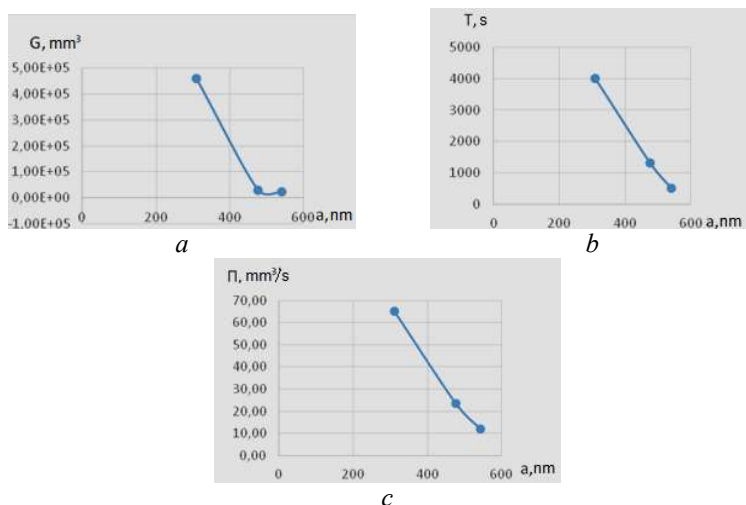 G, mm³
5,00E+05
4,00E+05
3,00E+05
2,00E+05
1,00E+05
0,00E+00
-1,00E+05
0 200 400 600 a,nm
a
T, s
5000
4000
3000
2000
1000
0
0 200 400 600 a,nm
b
П, mm³/s
70,00
60,00
50,00
40,00
30,00
20,00
10,00
0,00
0 200 400 600 a,nm
c